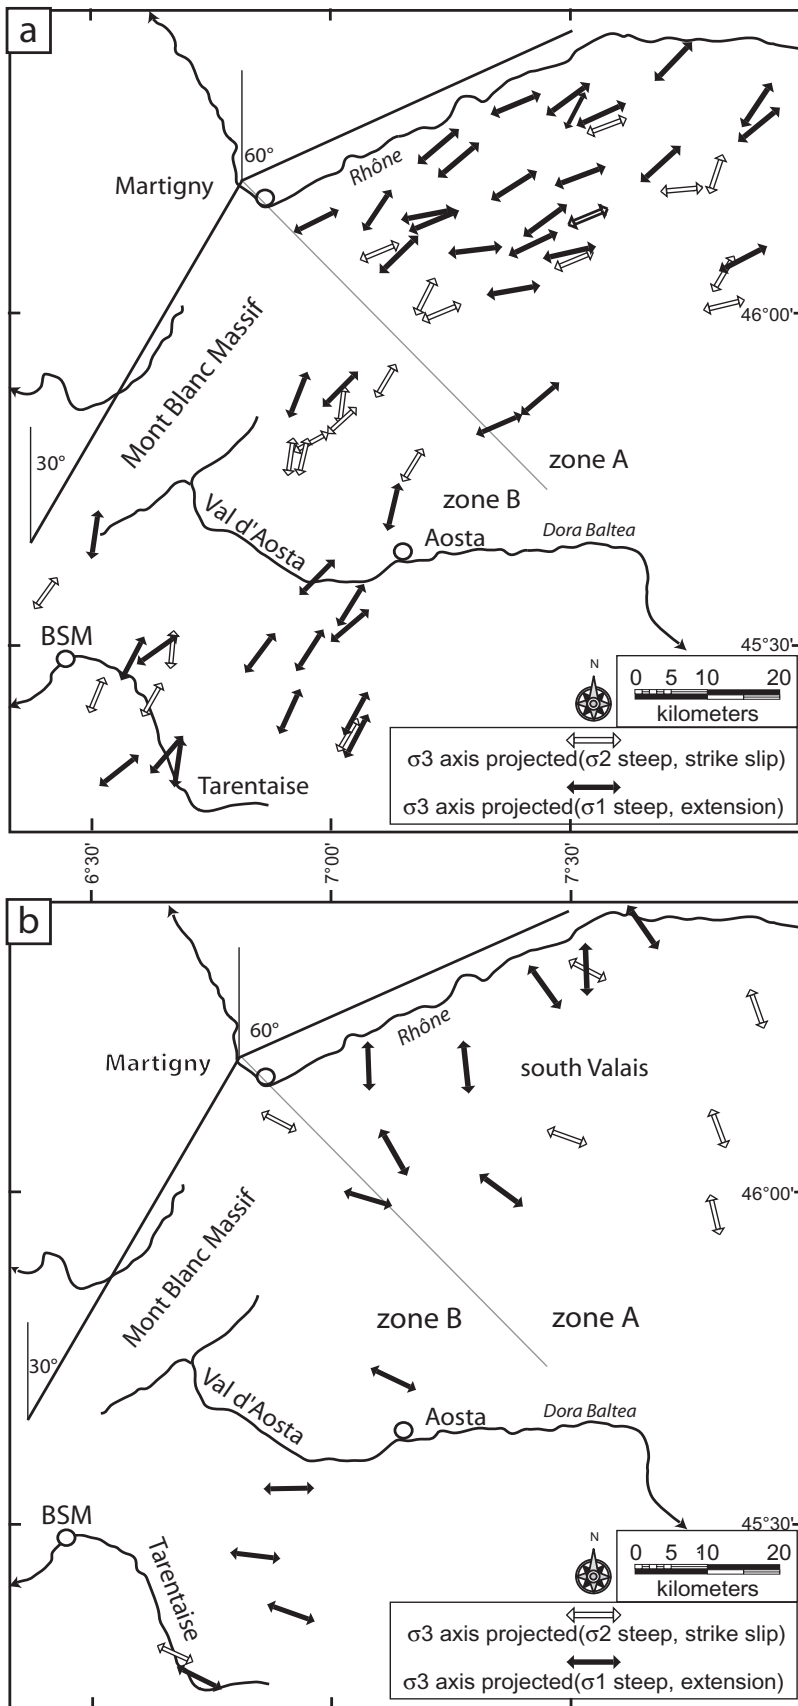 a
60°
Martigny
Rhône
46°00'
Mont Blanc Massif
30°
zone A
zone B
Val d'Aosta
Aosta
Dora Baltea
BSM
45°30'
N
0 5 10 20
kilometers
σ3 axis projected(σ2 steep, strike slip)
σ3 axis projected(σ1 steep, extension)
Tarentaise
6°30'
7°00'
7°30'
b
60°
Martigny
Rhône
south Valais
46°00'
Mont Blanc Massif
30°
zone B
zone A
Val d'Aosta
Aosta
Dora Baltea
BSM
45°30'
Tarentaise
N
0 5 10 20
kilometers
σ3 axis projected(σ2 steep, strike slip)
σ3 axis projected(σ1 steep, extension)